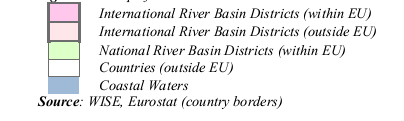 International River Basin Districts (within EU)
International River Basin Districts (outside EU)
National River Basin Districts (within EU)
Countries (outside EU)
Coastal Waters
Source: WISE, Eurostat (country borders)